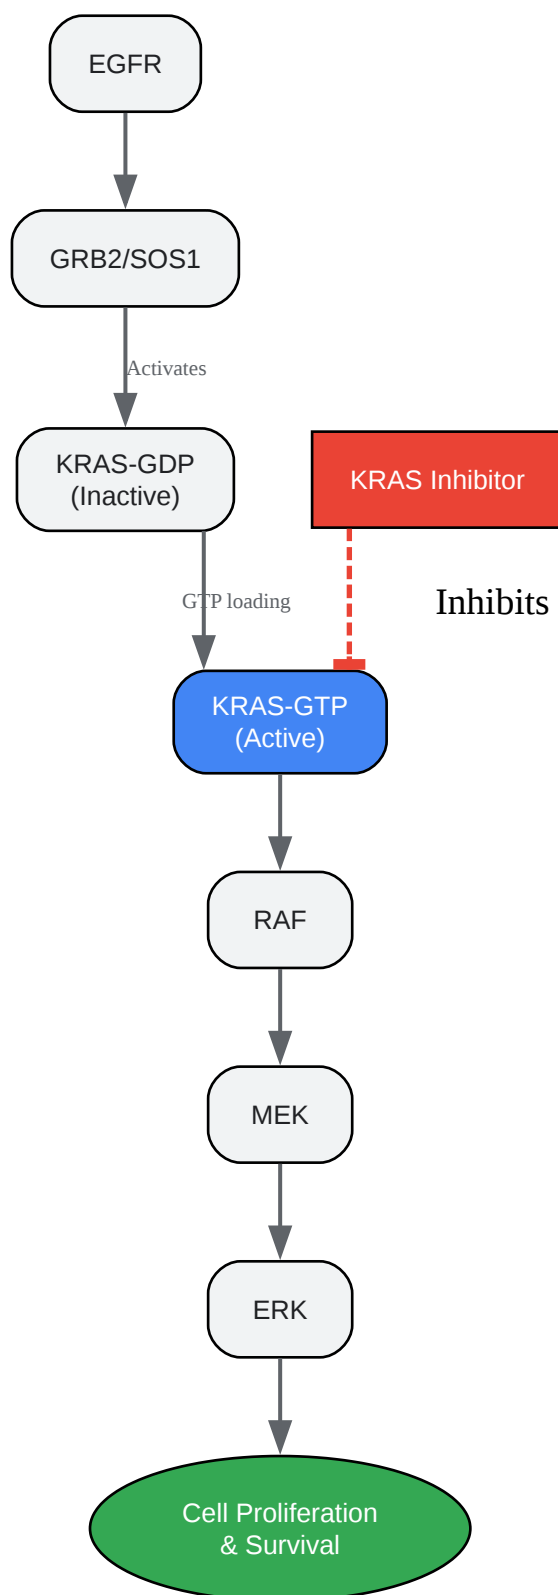 EGFR
GRB2/SOS1
Activates
KRAS-GDP
(Inactive)
KRAS Inhibitor
GTP loading
Inhibits
KRAS-GTP
(Active)
RAF
MEK
ERK
Cell Proliferation
& Survival